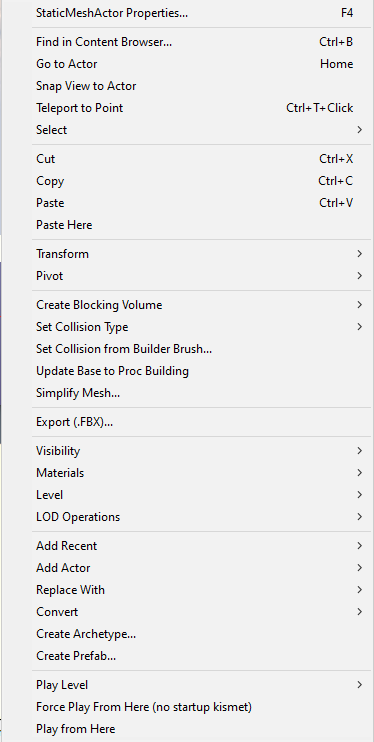 StaticMeshActor Properties... F4
Find in Content Browser... Ctrl+B
Go to Actor Home
Snap View to Actor
Teleport to Point Ctrl+T+Click
Select
Cut Ctrl+X
Copy Ctrl+C
Paste Ctrl+V
Paste Here
Transform
Pivot
Create Blocking Volume
Set Collision Type
Set Collision from Builder Brush...
Update Base to Proc Building
Simplify Mesh...
Export (.FBX)...
Visibility
Materials
Level
LOD Operations
Add Recent
Add Actor
Replace With
Convert
Create Archetype...
Create Prefab...
Play Level
Force Play From Here (no startup kismet)
Play from Here